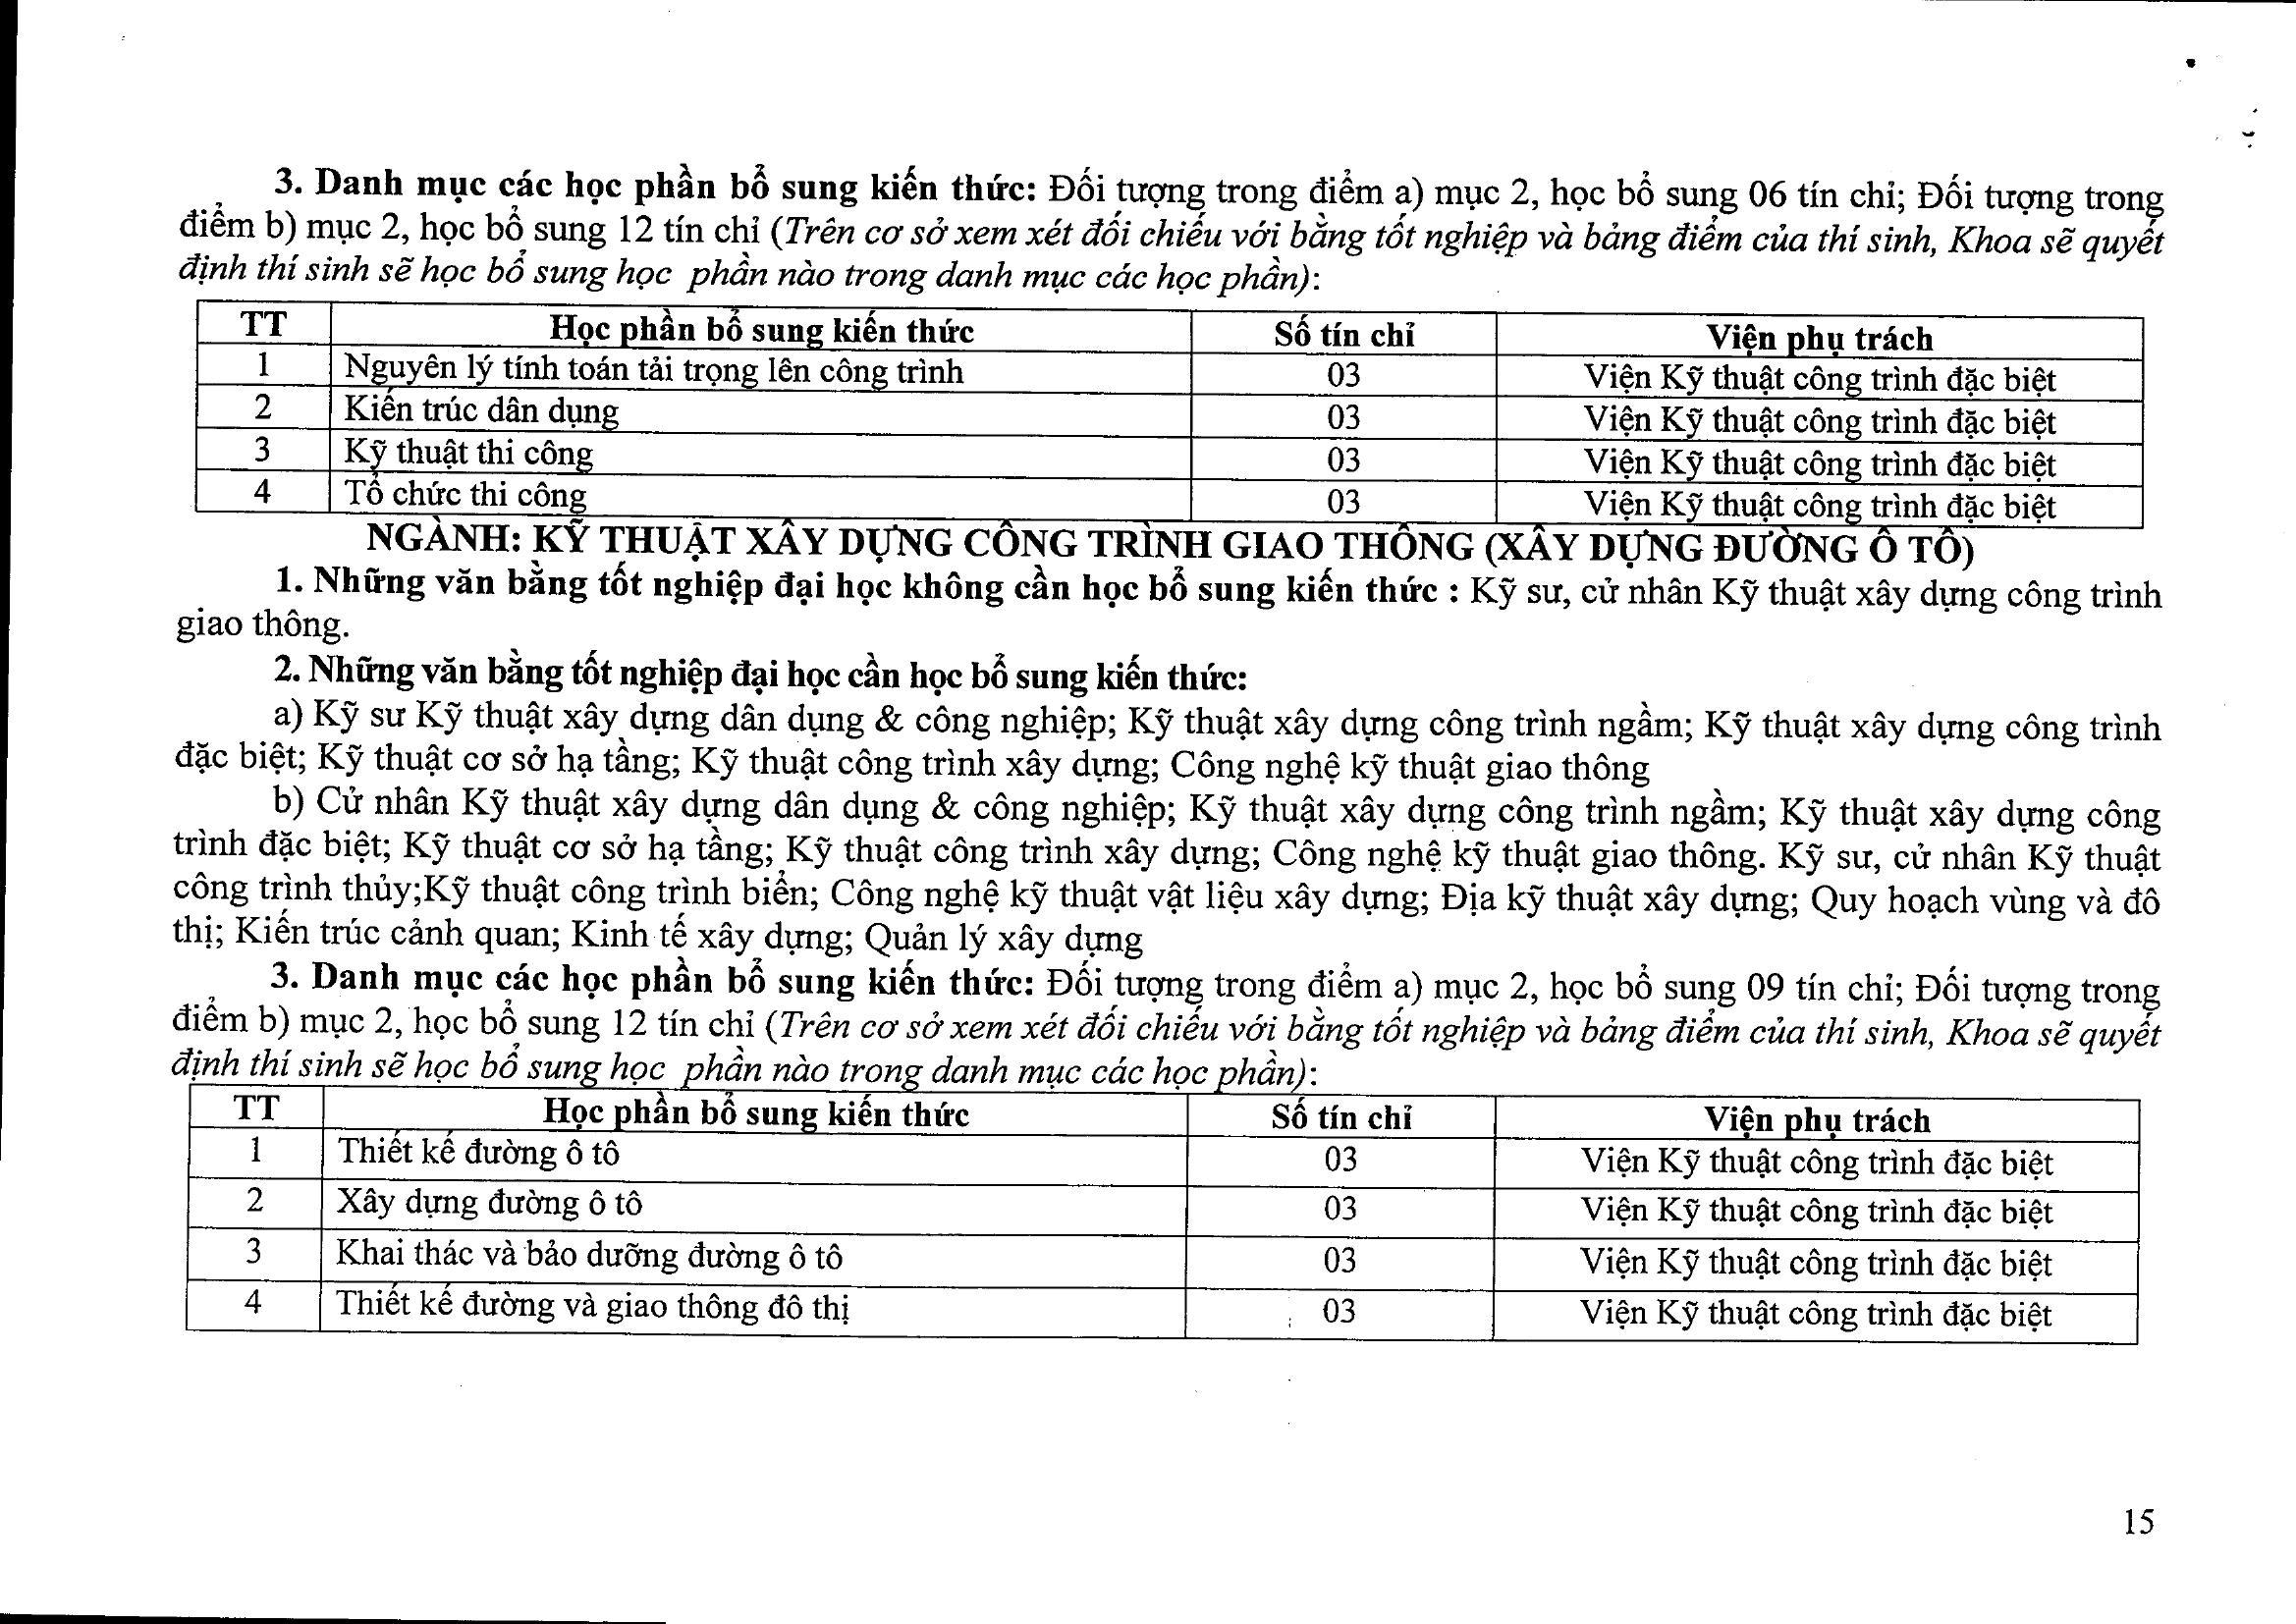 3. Danh mục các học phần bổ sung kiến thức: Đối tượng trong điểm a) mục 2, học bổ sung 06 tín chỉ; Đối tượng trong
điểm b) mục 2, học bổ sung 12 tín chỉ (Trên cơ sở xem xét đối chiếu với bằng tốt nghiệp và bảng điểm của thí sinh, Khoa sẽ quyết
định thí sinh sẽ học bổ sung học phần nào trong danh mục các học phần):
TT Học phần bổ sung kiến thức Số tín chỉ Viện phụ trách
1 Nguyên lý tính toán tải trọng lên công trình 03 Viện Kỹ thuật công trình đặc biệt
2 Kiến trúc dân dụng 03 Viện Kỹ thuật công trình đặc biệt
3 Kỹ thuật thi công 03 Viện Kỹ thuật công trình đặc biệt
4 Tổ chức thi công 03 Viện Kỹ thuật công trình đặc biệt
NGÀNH: KỸ THUẬT XÂY DỰNG CÔNG TRÌNH GIAO THÔNG (XÂY DỰNG ĐƯỜNG Ô TÔ)
1. Những văn bằng tốt nghiệp đại học không cần học bổ sung kiến thức : Kỹ sư, cử nhân Kỹ thuật xây dựng công trình
giao thông.
2. Những văn bằng tốt nghiệp đại học cần học bổ sung kiến thức:
a) Kỹ sư Kỹ thuật xây dựng dân dụng & công nghiệp; Kỹ thuật xây dựng công trình ngầm; Kỹ thuật xây dựng công trình
đặc biệt; Kỹ thuật cơ sở hạ tầng; Kỹ thuật công trình xây dựng; Công nghệ kỹ thuật giao thông
b) Cử nhân Kỹ thuật xây dựng dân dụng & công nghiệp; Kỹ thuật xây dựng công trình ngầm; Kỹ thuật xây dựng công
trình đặc biệt; Kỹ thuật cơ sở hạ tầng; Kỹ thuật công trình xây dựng; Công nghệ kỹ thuật giao thông. Kỹ sư, cử nhân Kỹ thuật
công trình thủy;Kỹ thuật công trình biển; Công nghệ kỹ thuật vật liệu xây dựng; Địa kỹ thuật xây dựng; Quy hoạch vùng và đô
thị; Kiến trúc cảnh quan; Kinh tế xây dựng; Quản lý xây dựng
3. Danh mục các học phần bổ sung kiến thức: Đối tượng trong điểm a) mục 2, học bổ sung 09 tín chỉ; Đối tượng trong
điểm b) mục 2, học bổ sung 12 tín chỉ (Trên cơ sở xem xét đối chiếu với bằng tốt nghiệp và bảng điểm của thí sinh, Khoa sẽ quyết
định thí sinh sẽ học bổ sung học phần nào trong danh mục các học phần):
TT Học phần bổ sung kiến thức Số tín chỉ Viện phụ trách
1 Thiết kế đường ô tô 03 Viện Kỹ thuật công trình đặc biệt
2 Xây dựng đường ô tô 03 Viện Kỹ thuật công trình đặc biệt
3 Khai thác và bảo dưỡng đường ô tô 03 Viện Kỹ thuật công trình đặc biệt
4 Thiết kế đường và giao thông đô thị 03 Viện Kỹ thuật công trình đặc biệt
15